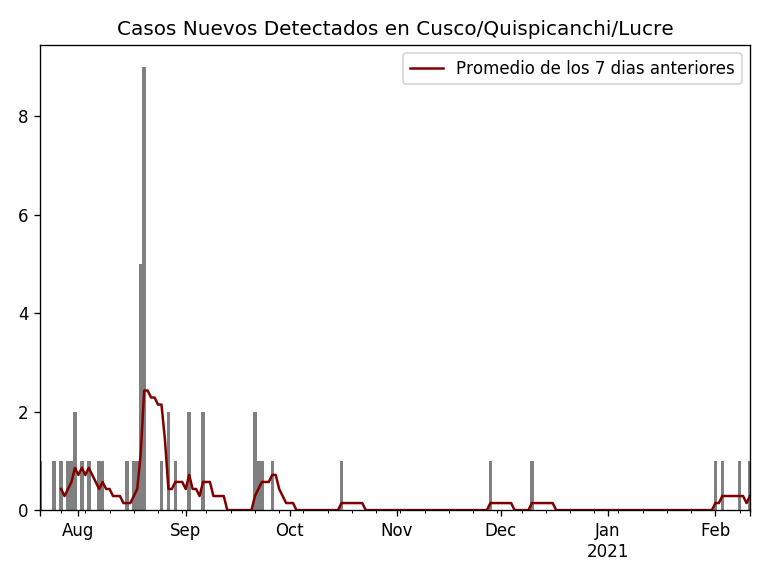 Casos Nuevos Detectados en Cusco/Quispicanchi/Lucre
Promedio de los 7 dias anteriores
8
6
4
2
0
Aug Sep Oct Nov Dec Jan Feb
2021